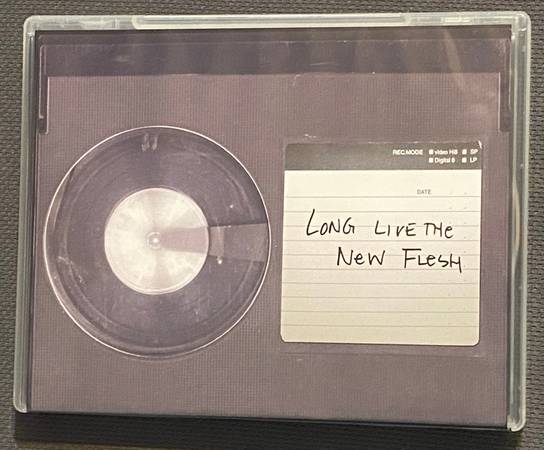 REC.MODE ■ video Hi8 ■ SP
■ Digital 8 ■ LP
DATE
LONG LIVE THE
NEW FLESH